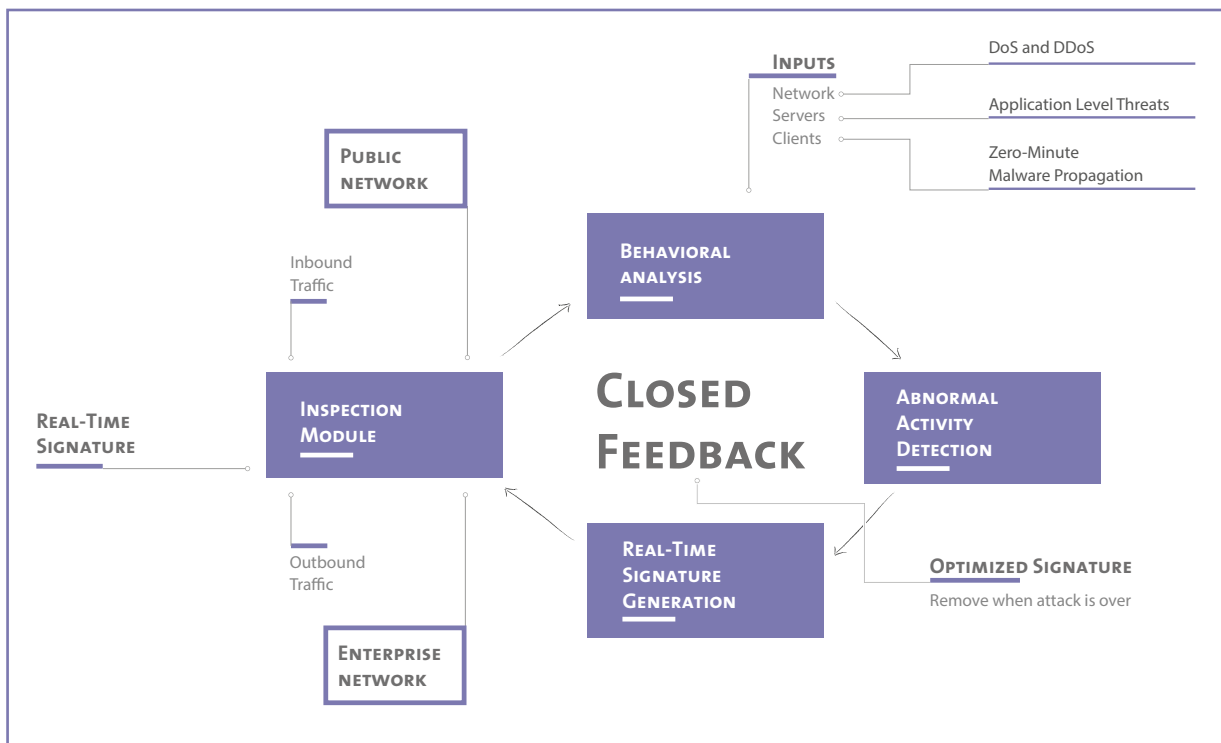 DoS and DDoS
INPUTS
Network
Servers
Clients
Application Level Threats
Zero-Minute
Malware Propagation
PUBLIC
NETWORK
BEHAVIORAL
ANALYSIS
Inbound
Traffic
INSPECTION
MODULE
CLOSED
FEEDBACK
ABNORMAL
ACTIVITY
DETECTION
REAL-TIME
SIGNATURE
Outbound
Traffic
REAL-TIME
SIGNATURE
GENERATION
OPTIMIZED SIGNATURE
Remove when attack is over
ENTERPRISE
NETWORK